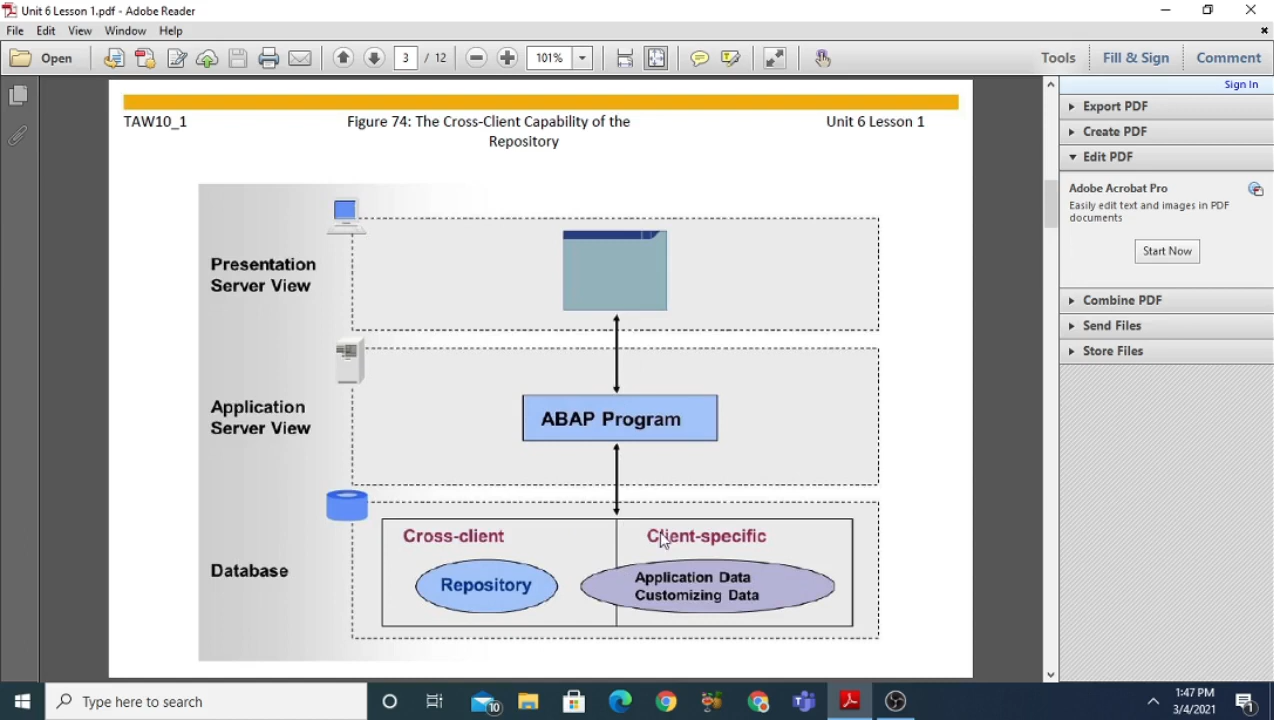 Unit 6 Lesson 1.pdf - Adobe Reader
File Edit View Window Help
Open 3 / 12 101% Tools Fill & Sign Comment
Sign In
TAW10_1 Figure 74: The Cross-Client Capability of the Repository Unit 6 Lesson 1
Presentation
Server View
Application
Server View
ABAP Program
Database
Cross-client Client-specific
Repository
Application Data
Customizing Data
Export PDF
Create PDF
Edit PDF
Adobe Acrobat Pro
Easily edit text and images in PDF
documents
Start Now
Combine PDF
Send Files
Store Files
Type here to search
10
1:47 PM
3/4/2021
1